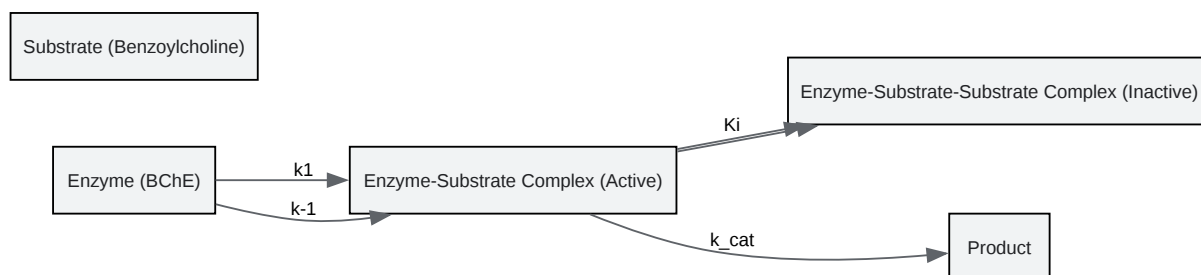 Substrate (Benzoylcholine)
Enzyme-Substrate-Substrate Complex (Inactive)
Ki
Enzyme (BChE)
k1
k-1
Enzyme-Substrate Complex (Active)
k_cat
Product